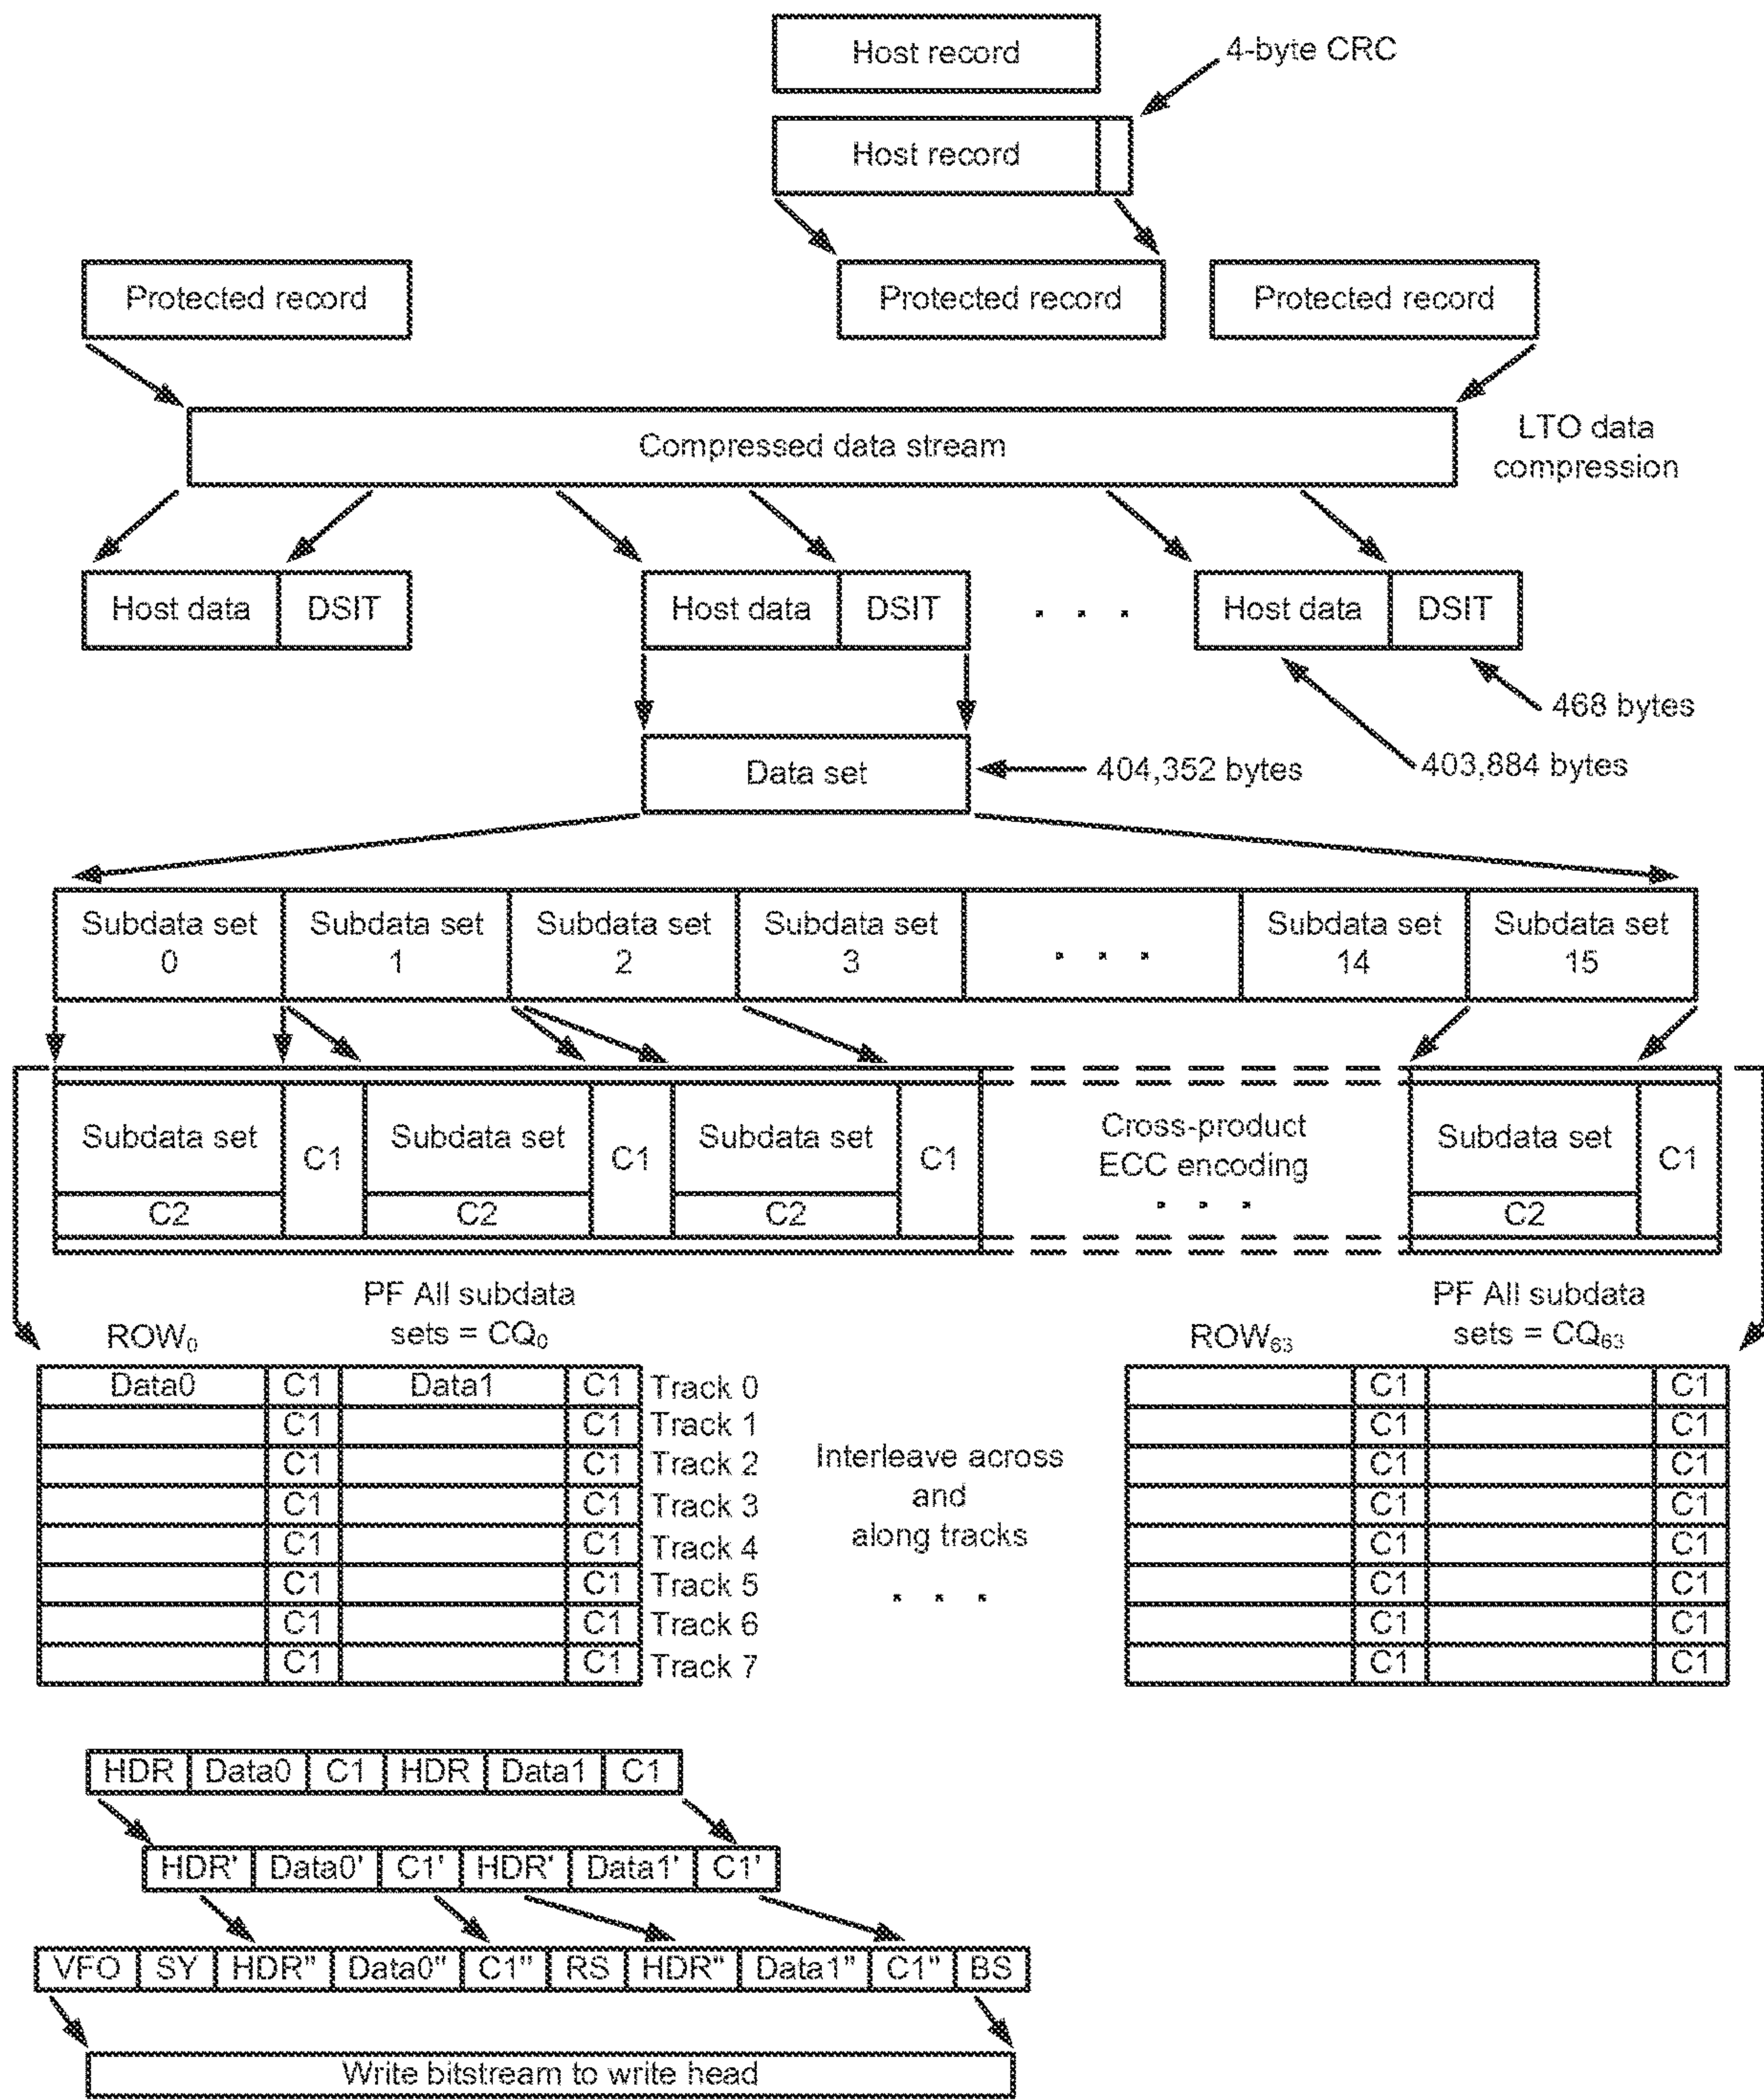 Host record
4-byte CRC
Host record
Protected record
Protected record
Protected record
Compressed data stream
LTO data
compression
Host data DSIT
Host data DSIT
. . .
Host data DSIT
468 bytes
Data set
404,352 bytes
403,884 bytes
Subdata set
0
Subdata set
1
Subdata set
2
Subdata set
3
. . .
Subdata set
14
Subdata set
15
Subdata set
C1
C2
Subdata set
C1
C2
Subdata set
C1
C2
Cross-product
ECC encoding
. . .
Subdata set
C1
C2
ROW₀
PF All subdata
sets = CQ₀
Data0 C1 Data1 C1 Track 0
C1 C1 Track 1
C1 C1 Track 2
C1 C1 Track 3
C1 C1 Track 4
C1 C1 Track 5
C1 C1 Track 6
C1 C1 Track 7
Interleave across
and
along tracks
. . .
ROW₆₃
PF All subdata
sets = CQ₆₃
C1 C1
C1 C1
C1 C1
C1 C1
C1 C1
C1 C1
C1 C1
C1 C1
HDR Data0 C1 HDR Data1 C1
HDR' Data0' C1' HDR' Data1' C1'
VFO SY HDR" Data0" C1" RS HDR" Data1" C1" BS
Write bitstream to write head